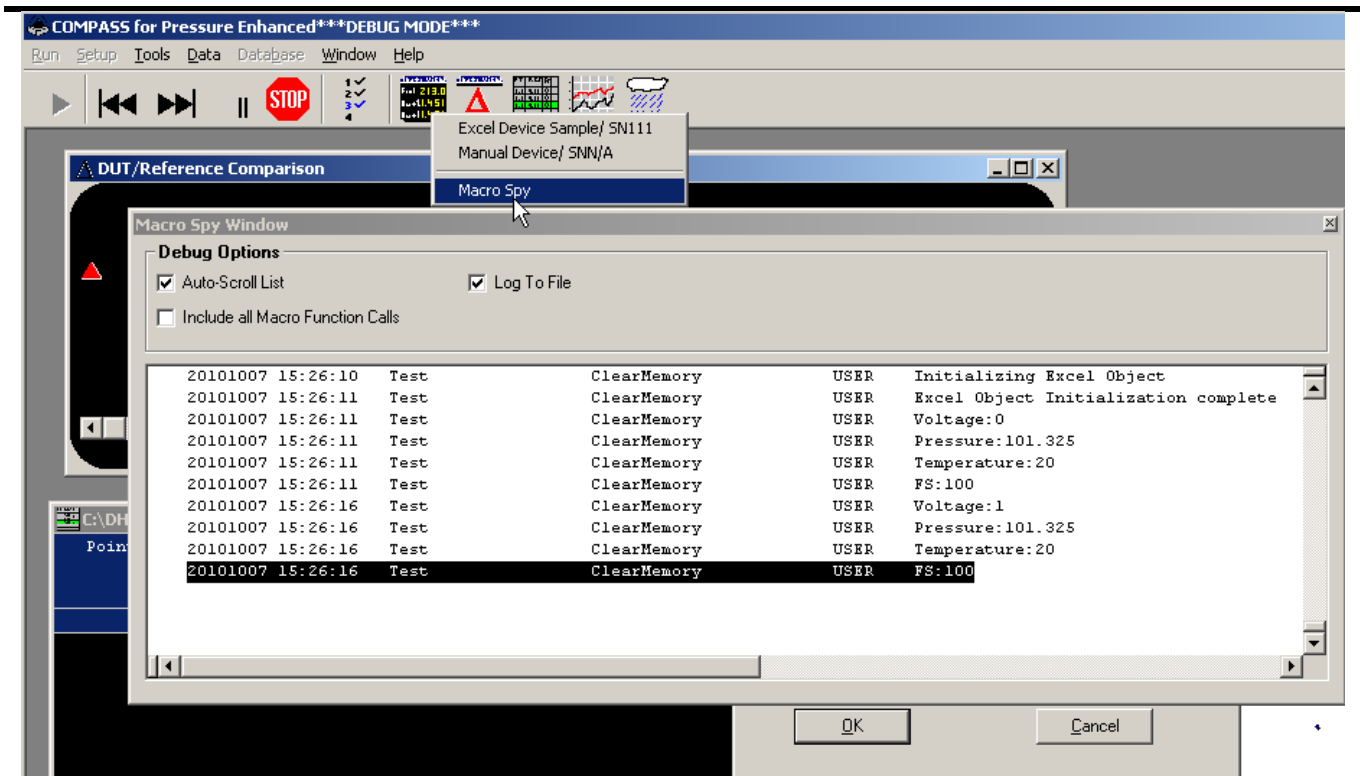 COMPASS for Pressure Enhanced***DEBUG MODE***
Run Setup Tools Data Database Window Help
1
2
3
4
STOP
Excel Device Sample/ SN111
Manual Device/ SNN/A
Macro Spy
DUT/Reference Comparison
Macro Spy Window
Debug Options
Auto-Scroll List Log To File
Include all Macro Function Calls
20101007 15:26:10 Test ClearMemory USER Initializing Excel Object
20101007 15:26:11 Test ClearMemory USER Excel Object Initialization complete
20101007 15:26:11 Test ClearMemory USER Voltage:0
20101007 15:26:11 Test ClearMemory USER Pressure:101.325
20101007 15:26:11 Test ClearMemory USER Temperature:20
20101007 15:26:11 Test ClearMemory USER FS:100
20101007 15:26:16 Test ClearMemory USER Voltage:1
20101007 15:26:16 Test ClearMemory USER Pressure:101.325
20101007 15:26:16 Test ClearMemory USER Temperature:20
20101007 15:26:16 Test ClearMemory USER FS:100
C:\DH
Poin
OK Cancel